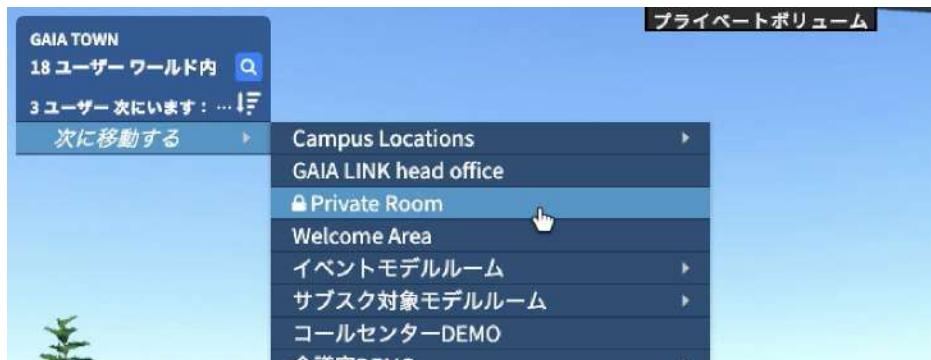 プライベートボリューム
GAIA TOWN
18 ユーザー ワールド内
3 ユーザー 次にいます： …
次に移動する
Campus Locations
GAIA LINK head office
Private Room
Welcome Area
イベントモデルルーム
サブスク対象モデルルーム
コールセンターDEMO